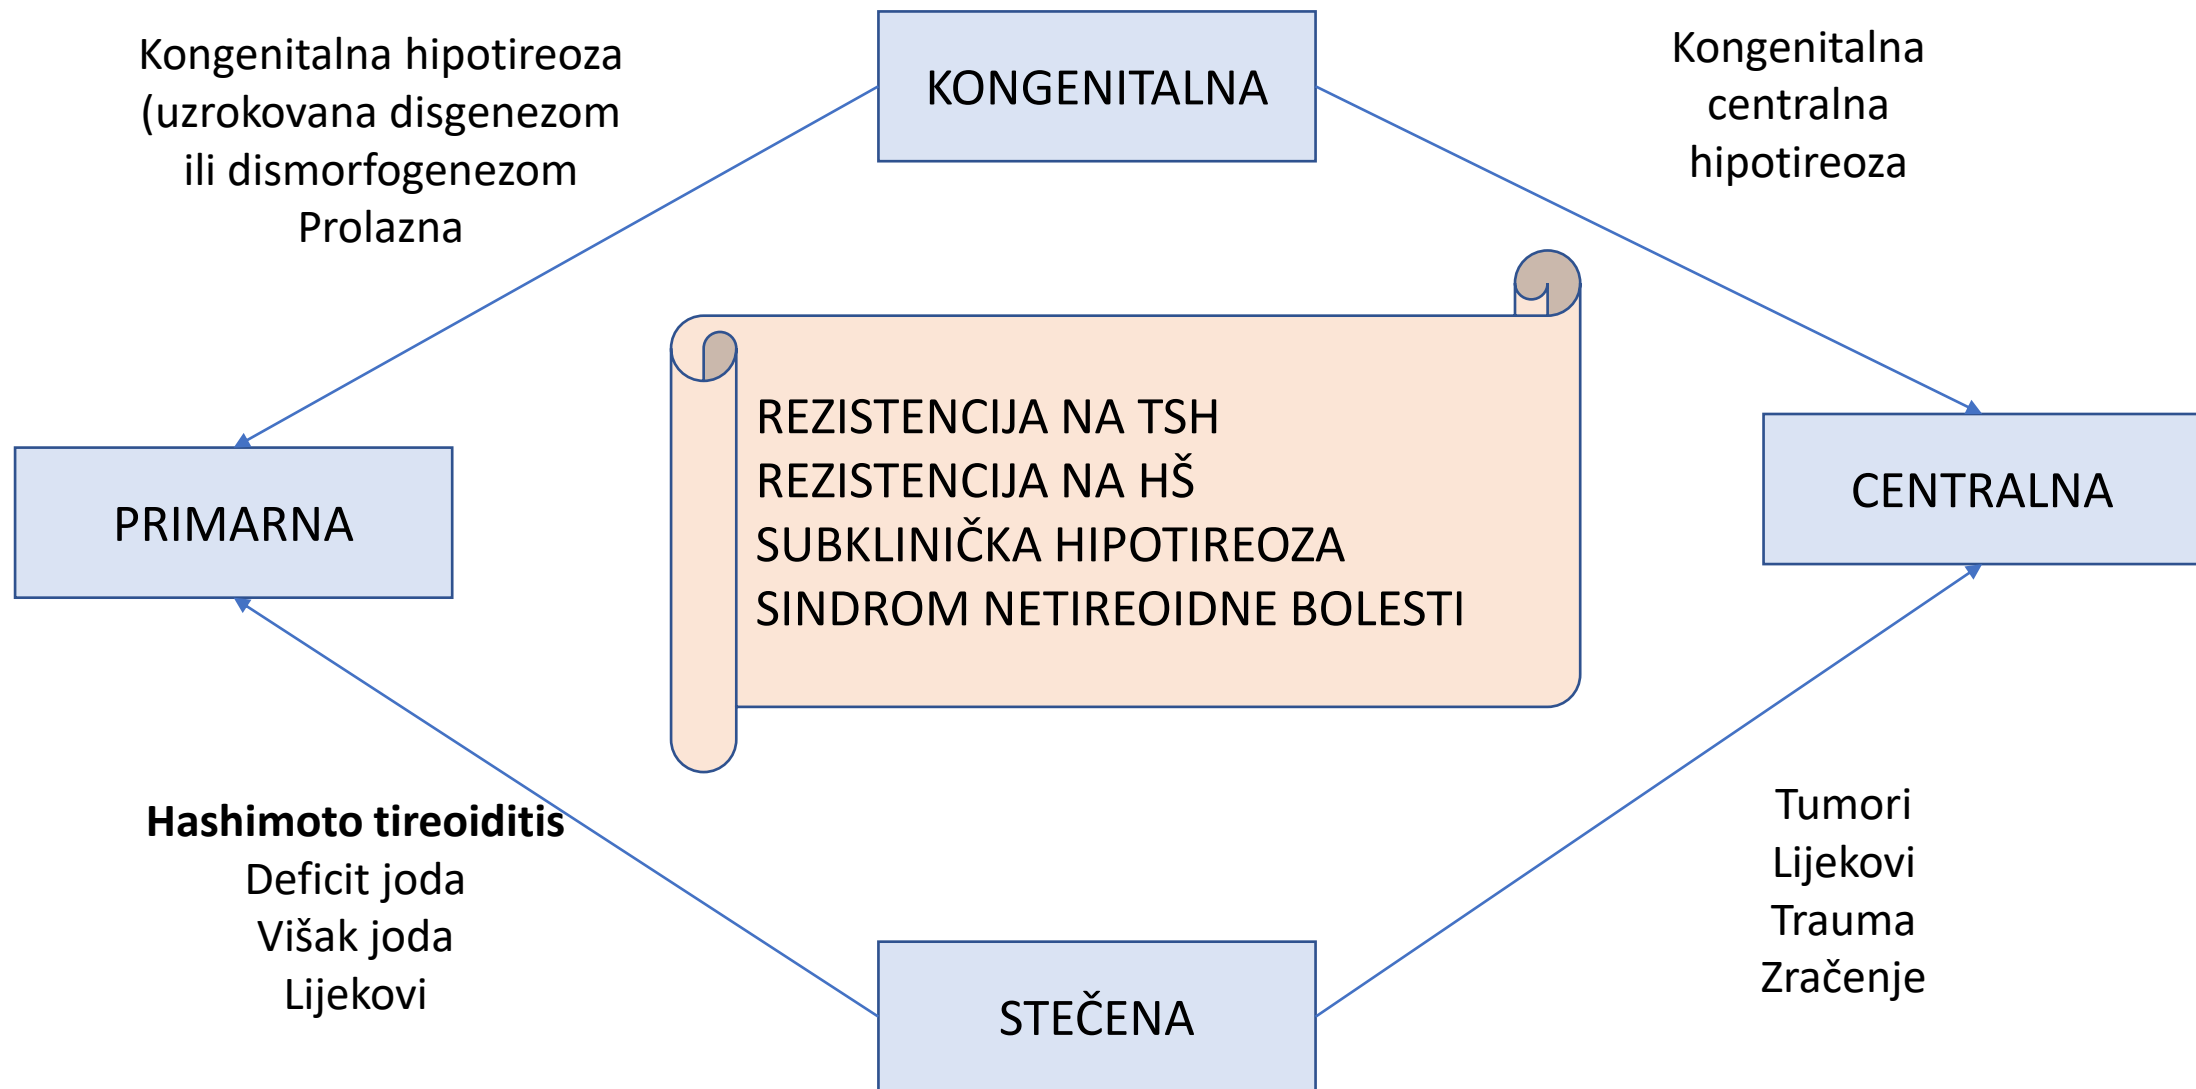 Kongenitalna hipotireoza
(uzrokovana disgenezom
ili dismorfogenezom
Prolazna
KONGENITALNA
Kongenitalna
centralna
hipotireoza
REZISTENCIJA NA TSH
REZISTENCIJA NA HŠ
SUBKLINIČKA HIPOTIREOZA
SINDROM NETIREOIDNE BOLESTI
PRIMARNA
CENTRALNA
Hashimoto tireoiditis
Deficit joda
Višak joda
Lijekovi
STEČENA
Tumori
Lijekovi
Trauma
Zračenje